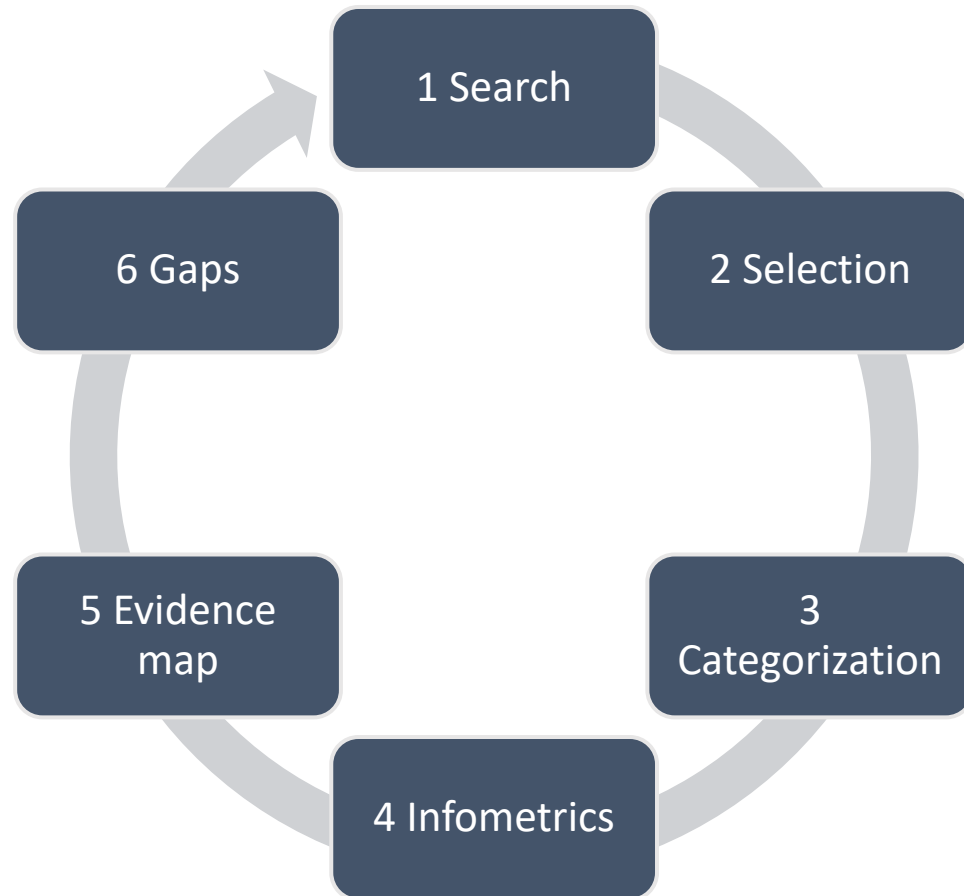 1 Search
2 Selection
3
Categorization
4 Infometrics
5 Evidence
map
6 Gaps